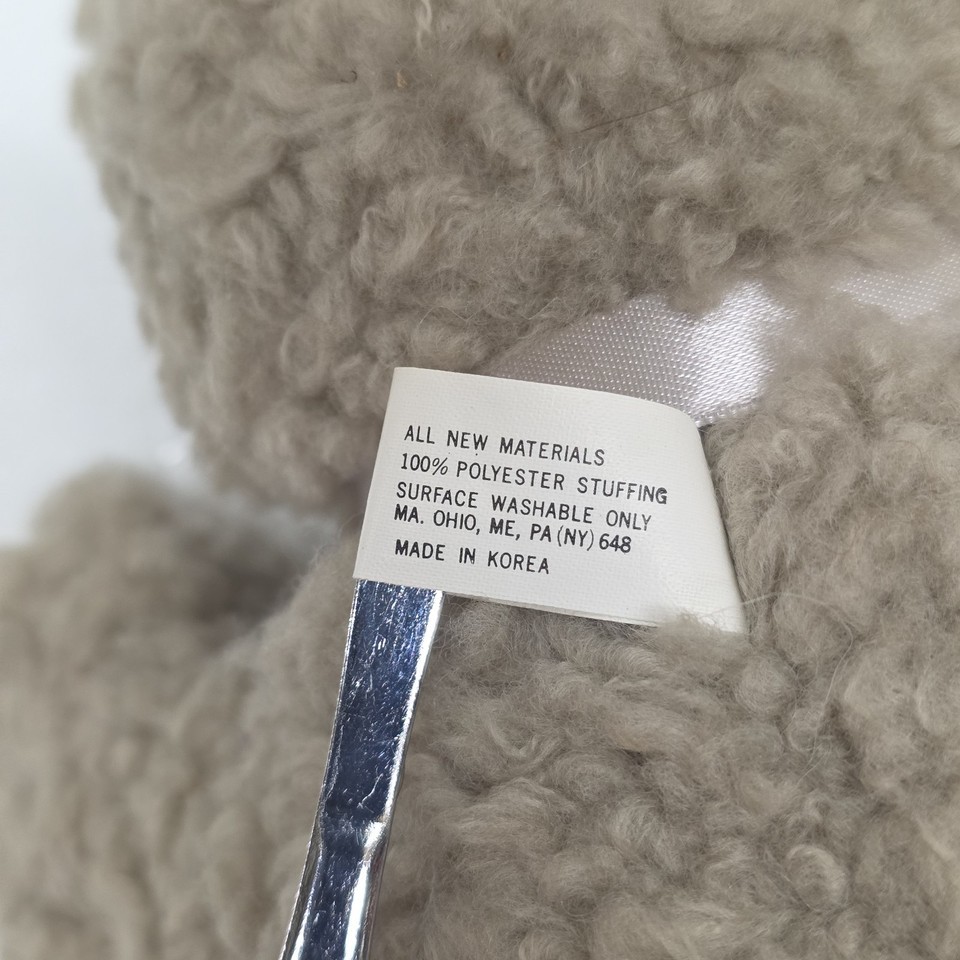 ALL NEW MATERIALS
100% POLYESTER STUFFING
SURFACE WASHABLE ONLY
MA. OHIO, ME, PA (NY) 648
MADE IN KOREA